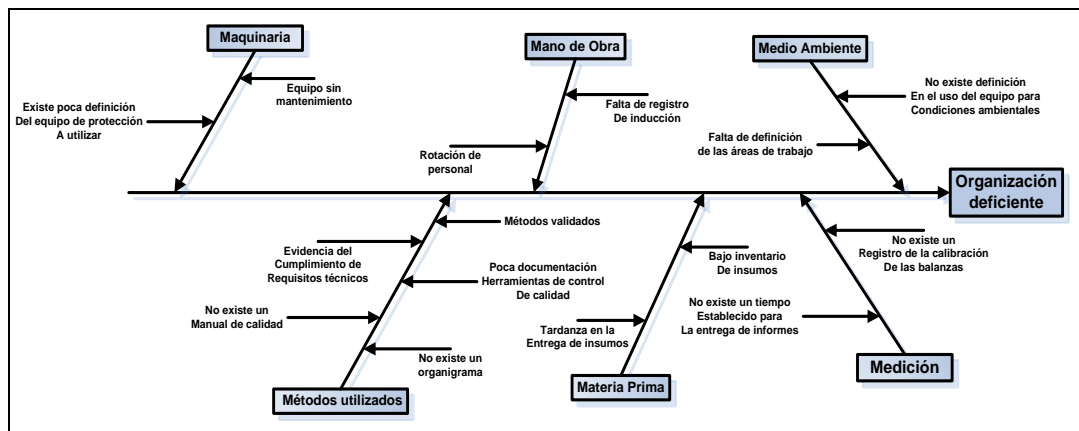 Maquinaria
Mano de Obra
Medio Ambiente
Equipo sin
mantenimiento
Existe poca definición
Del equipo de protección
A utilizar
Falta de registro
De inducción
Rotación de
personal
No existe definición
En el uso del equipo para
Condiciones ambientales
Falta de definición
de las áreas de trabajo
Organización
deficiente
Métodos validados
Evidencia del
Cumplimiento de
Requisitos técnicos
Poca documentación
Herramientas de control
De calidad
No existe un
Manual de calidad
No existe un
organigrama
Métodos utilizados
Bajo inventario
De insumos
Tardanza en la
Entrega de insumos
Materia Prima
No existe un
Registro de la calibración
De las balanzas
No existe un tiempo
Establecido para
La entrega de informes
Medición